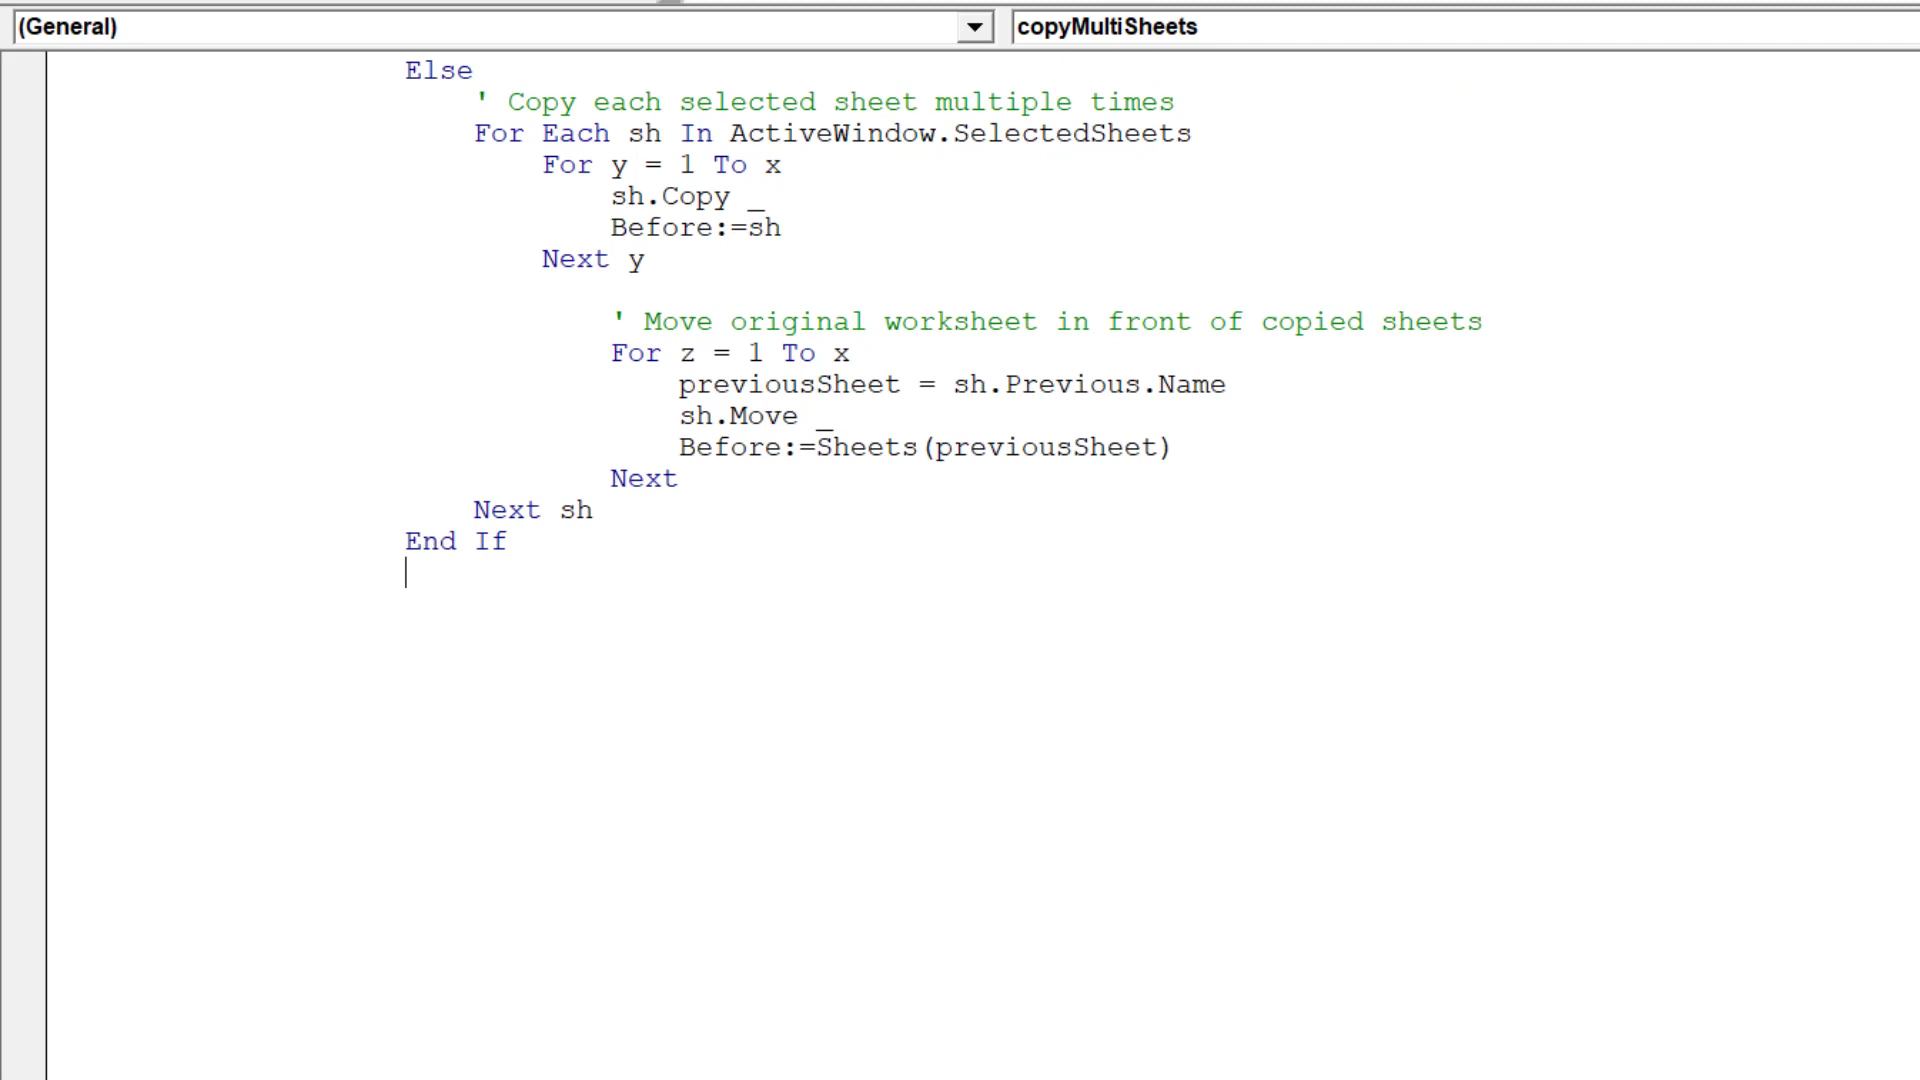 (General) copyMultiSheets
Else
' Copy each selected sheet multiple times
For Each sh In ActiveWindow.SelectedSheets
For y = 1 To x
sh.Copy _
Before:=sh
Next y
' Move original worksheet in front of copied sheets
For z = 1 To x
previousSheet = sh.Previous.Name
sh.Move _
Before:=Sheets(previousSheet)
Next
Next sh
End If